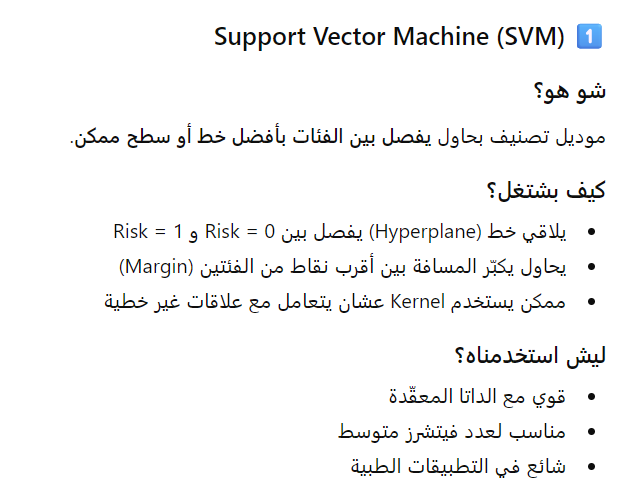 1️⃣ Support Vector Machine (SVM)
شو هو؟
موديل تصنيف بحاول يفصل بين الفئات بأفضل خط أو سطح ممكن.
كيف بشتغل؟
• يلاقي خط (Hyperplane) يفصل بين Risk = 0 و Risk = 1
• يحاول يكبّر المسافة بين أقرب نقاط من الفئتين (Margin)
• ممكن يستخدم Kernel عشان يتعامل مع علاقات غير خطية
ليش استخدمناه؟
• قوي مع الداتا المعقّدة
• مناسب لعدد فيتشرز متوسط
• شائع في التطبيقات الطبية